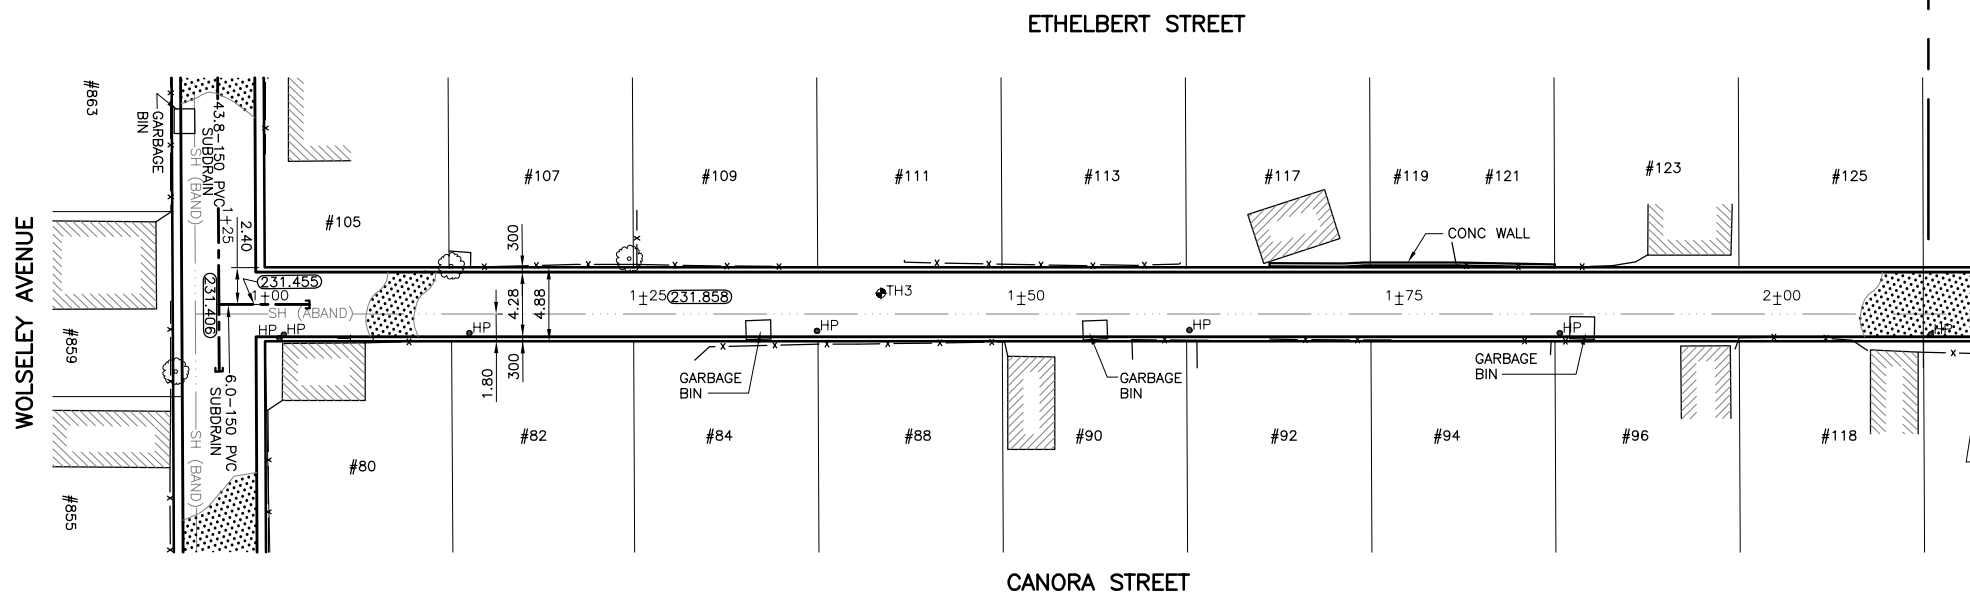 ETHELBERT STREET
WOLSELEY AVENUE
#863
GARBAGE
BIN
43.8-150 PVC
SUBDRAIN
SH (BAND)
1±25
2.40
#105
#107
#109
#111
#113
#117
#119
#121
#123
#125
CONC WALL
300
231.455
231.406
1±00
1±25
231.858
TH3
1±50
1±75
2±00
SH (ABAND)
4.28
4.88
HP
HP
HP
HP
HP
HP
HP
1.80
300
#859
6.0-150 PVC
SUBDRAIN
SH (BAND)
GARBAGE
BIN
GARBAGE
BIN
GARBAGE
BIN
#855
#80
#82
#84
#88
#90
#92
#94
#96
#118
CANORA STREET